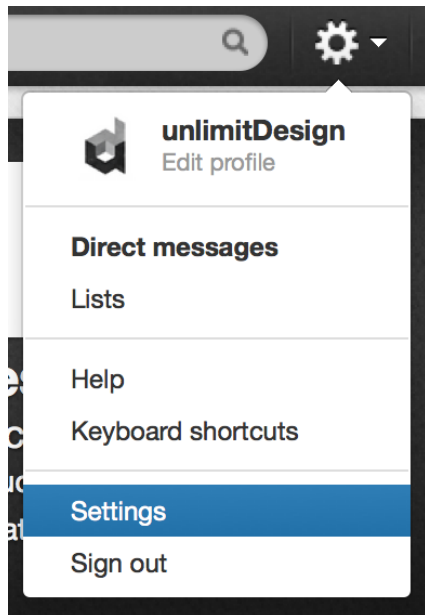 unlimitDesign
Edit profile
Direct messages
Lists
Help
Keyboard shortcuts
Settings
Sign out